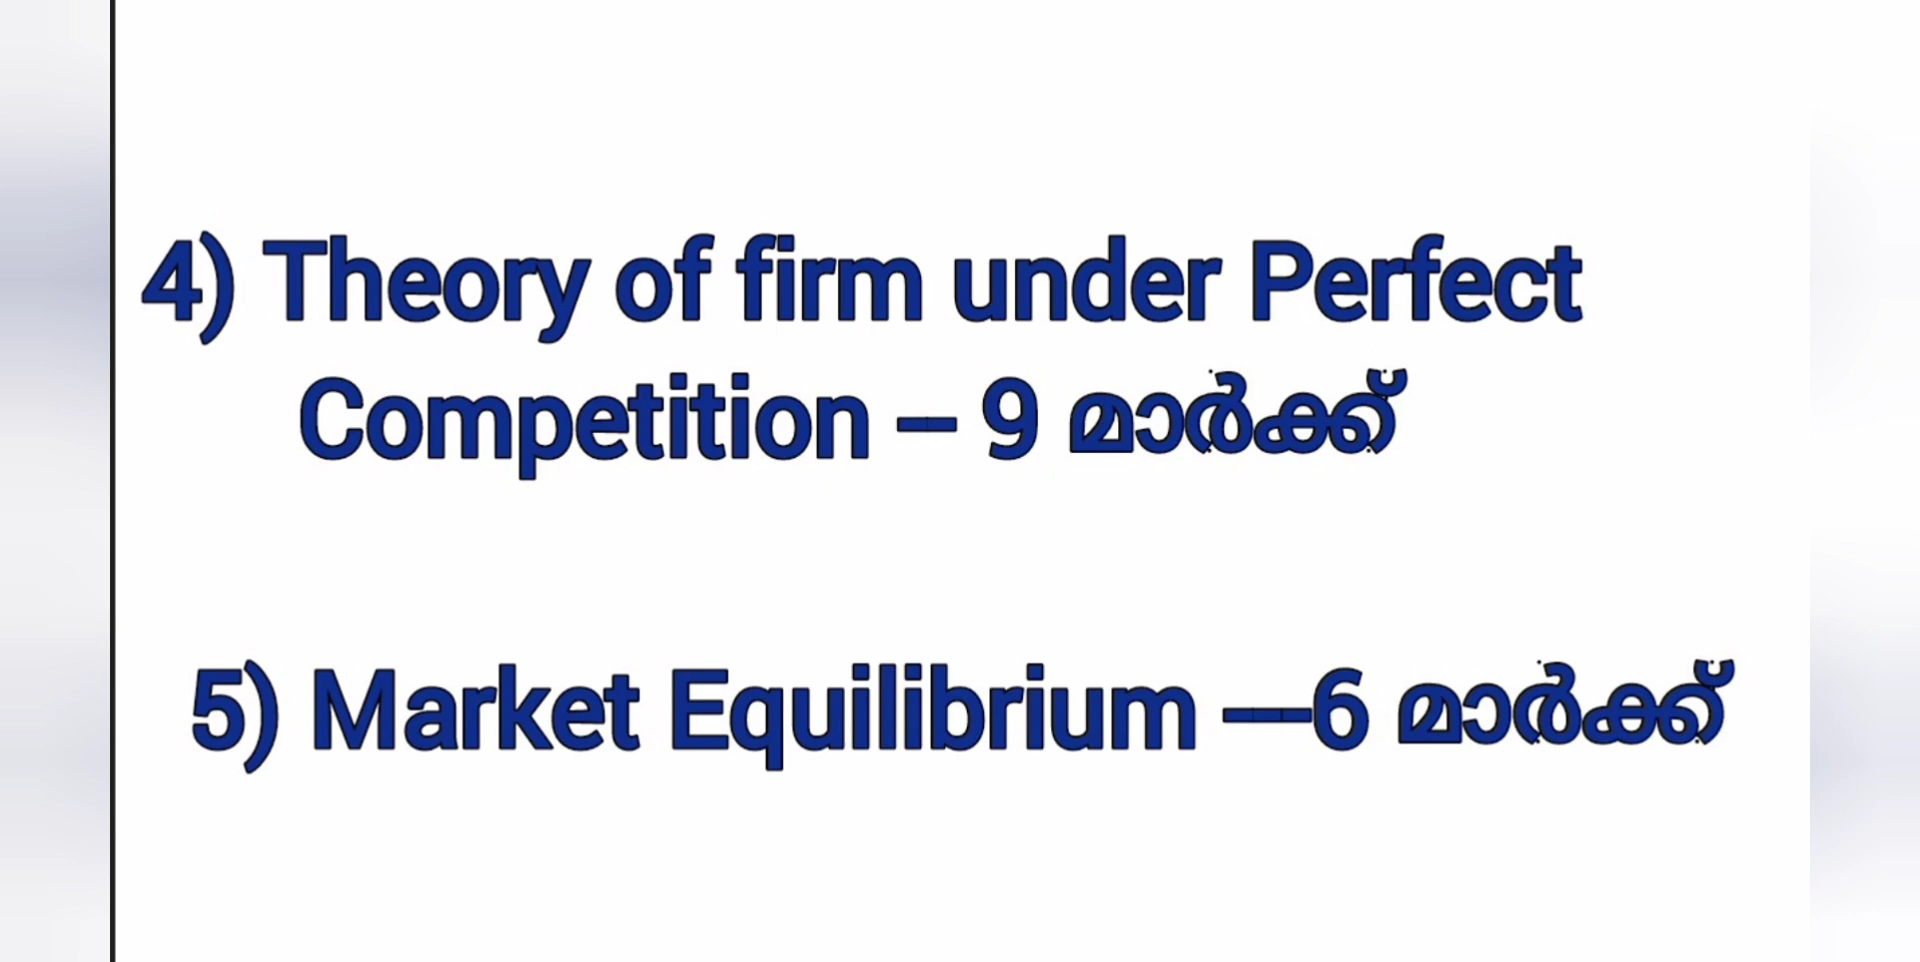 4) Theory of firm under Perfect
Competition – 9 മാർക്ക്
5) Market Equilibrium —6 മാർക്ക്